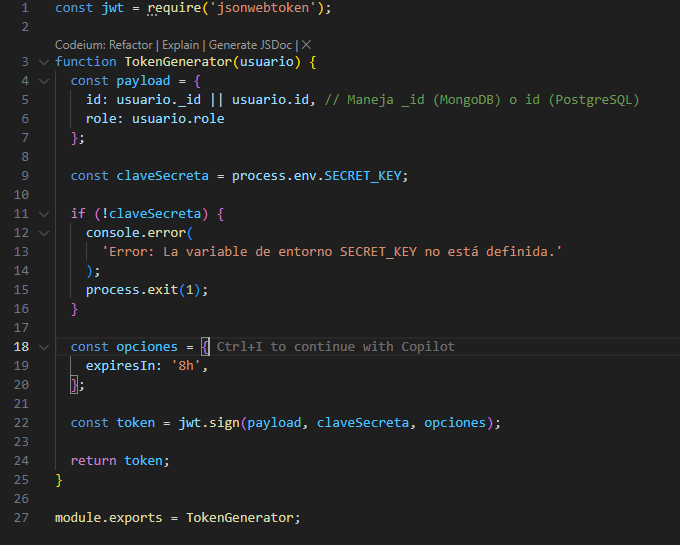 1 const jwt = require('jsonwebtoken');
2
Codeium: Refactor | Explain | Generate JSDoc | X
3 function TokenGenerator(usuario) {
4 const payload = {
5 id: usuario._id || usuario.id, // Maneja _id (MongoDB) o id (PostgreSQL)
6 role: usuario.role
7 };
8
9 const claveSecreta = process.env.SECRET_KEY;
10
11 if (!claveSecreta) {
12 console.error(
13 'Error: La variable de entorno SECRET_KEY no está definida.'
14 );
15 process.exit(1);
16 }
17
18 const opciones = { Ctrl+I to continue with Copilot
19 expiresIn: '8h',
20 };
21
22 const token = jwt.sign(payload, claveSecreta, opciones);
23
24 return token;
25 }
26
27 module.exports = TokenGenerator;